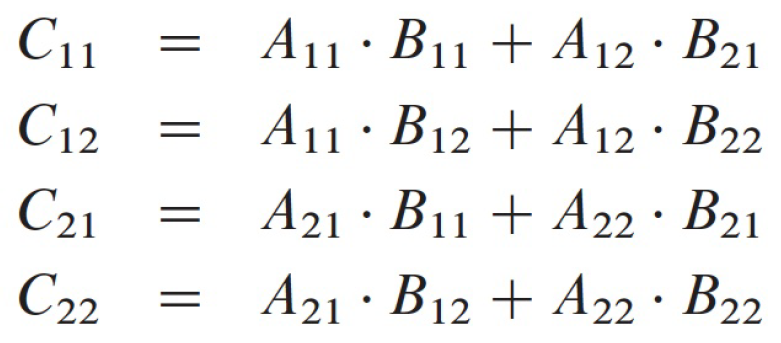 C₁₁ = A₁₁ · B₁₁ + A₁₂ · B₂₁
C₁₂ = A₁₁ · B₁₂ + A₁₂ · B₂₂
C₂₁ = A₂₁ · B₁₁ + A₂₂ · B₂₁
C₂₂ = A₂₁ · B₁₂ + A₂₂ · B₂₂